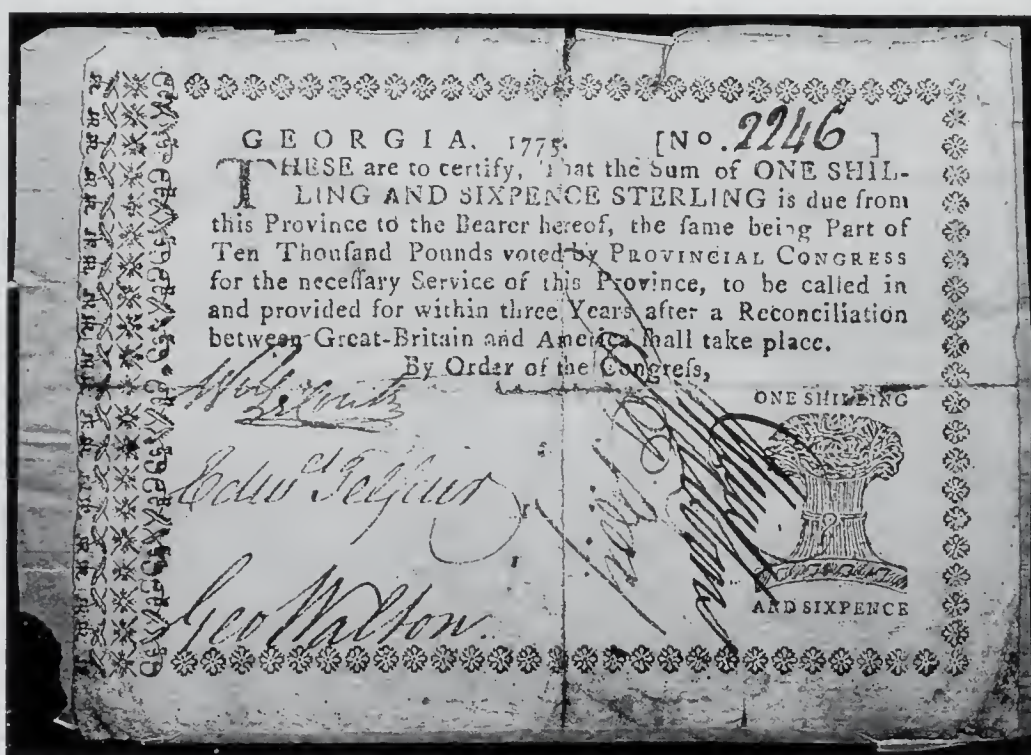 GEORGIA. 1775. [No. 2246]
THESE are to certify, That the Sum of ONE SHIL-
LING AND SIXPENCE STERLING is due from
this Province to the Bearer hereof, the ſame being Part of
Ten Thouſand Pounds voted by PROVINCIAL CONGRESS
for the neceſſary Service of this Province, to be called in
and provided for within three Years after a Reconciliation
between Great-Britain and America ſhall take place.
By Order of the Congreſs,
ONE SHILLING
Edwd Telfair
Geo Walton.
AND SIXPENCE